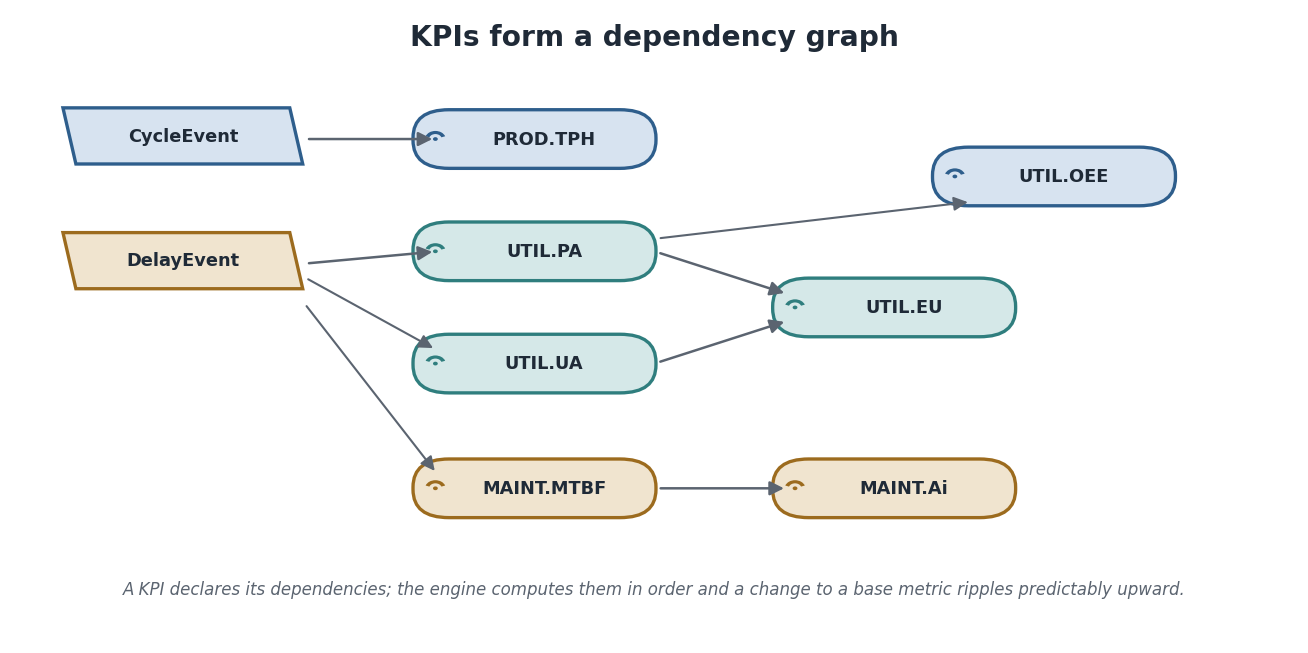 KPIs form a dependency graph
CycleEvent
PROD.TPH
UTIL.OEE
DelayEvent
UTIL.PA
UTIL.EU
UTIL.UA
MAINT.MTBF
MAINT.Ai
A KPI declares its dependencies; the engine computes them in order and a change to a base metric ripples predictably upward.